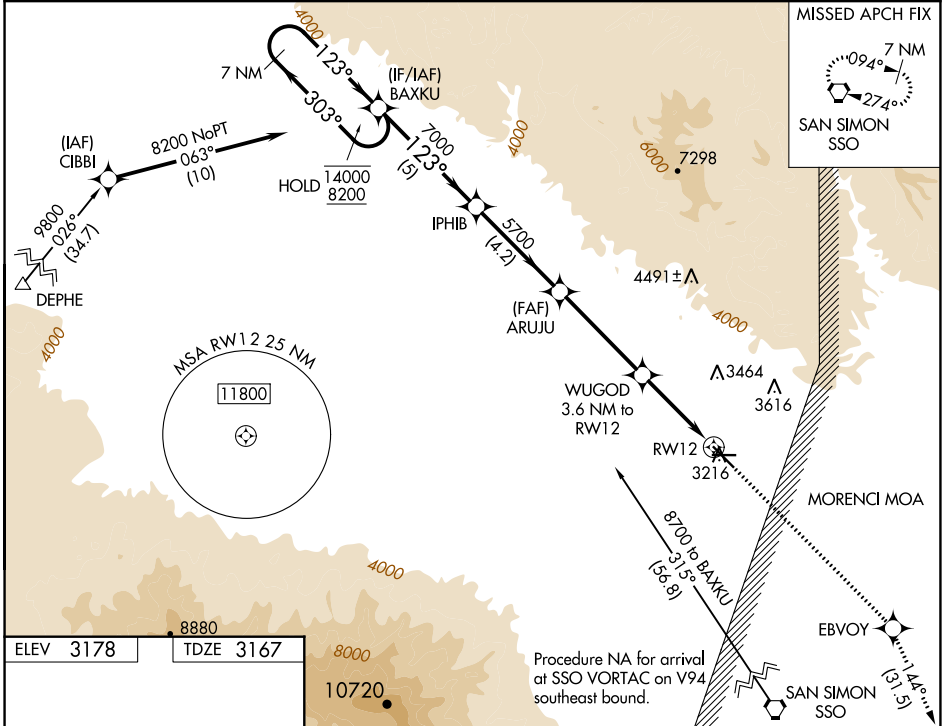 MISSED APCH FIX
7 NM
094°
274°
SAN SIMON
SSO
4000
7 NM
123°
303°
(IF/IAF)
BAXKU
HOLD
14000
8200
7000
123°
(5)
4000
6000
7298
(IAF)
CIBBI
8200 NoPT
063°
(10)
9800
026°
(34.7)
DEPHE
4000
IPHIB
5700
(4.2)
(FAF)
ARUJU
4491±
4000
MSA RW12 25 NM
11800
WUGOD
3.6 NM to
RW12
3464
3616
RW12
3216
MORENCI MOA
8700 to BAXKU
315°
(56.8)
4000
EBVOY
144°
(31.5)
8880
8000
10720
ELEV 3178
TDZE 3167
Procedure NA for arrival
at SSO VORTAC on V94
southeast bound.
SAN SIMON
SSO